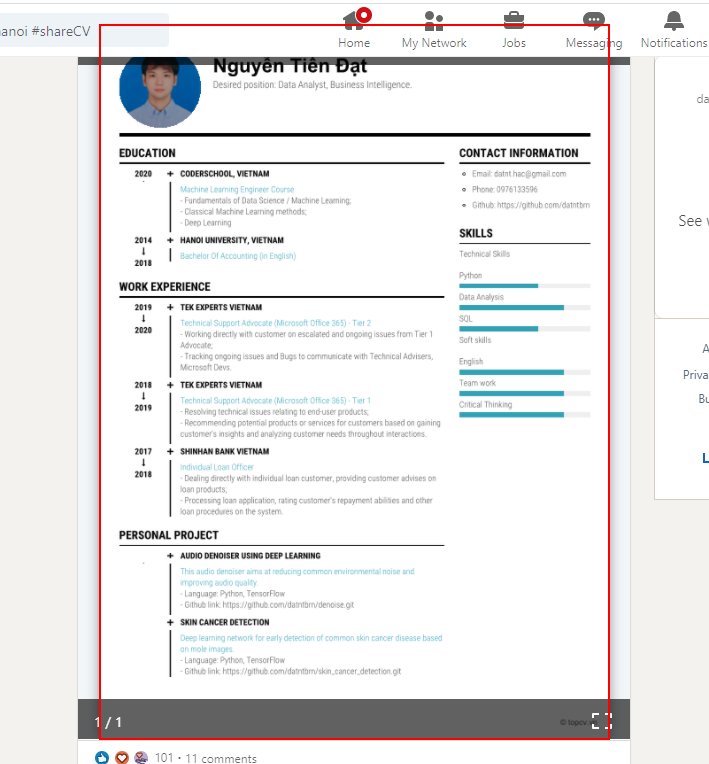 hanoi #shareCV
Home
My Network
Jobs
Messaging
Notifications
Nguyễn Tiến Đạt
Desired position: Data Analyst, Business Intelligence.
EDUCATION
2020
CODERSCHOOL, VIETNAM
Machine Learning Engineer Course
- Fundamentals of Data Science / Machine Learning;
- Classical Machine Learning methods;
- Deep Learning
2014
2018
HANOI UNIVERSITY, VIETNAM
Bachelor Of Accounting (in English)
WORK EXPERIENCE
2019
2020
TEK EXPERTS VIETNAM
Technical Support Advocate (Microsoft Office 365) - Tier 2
- Working directly with customer on escalated and ongoing issues from Tier 1
Advocate;
- Tracking ongoing issues and Bugs to communicate with Technical Advisers,
Microsoft Devs.
2018
2019
TEK EXPERTS VIETNAM
Technical Support Advocate (Microsoft Office 365) - Tier 1
- Resolving technical issues relating to end-user products;
- Recommending potential products or services for customers based on gaining
customer's insights and analyzing customer needs throughout interactions.
2017
2018
SHINHAN BANK VIETNAM
Individual Loan Officer
- Dealing directly with individual loan customer, providing customer advises on
loan products;
- Processing loan application, rating customer's repayment abilities and other
loan procedures on the system.
PERSONAL PROJECT
AUDIO DENOISER USING DEEP LEARNING
This audio denoiser aims at reducing common environmental noise and
improving audio quality.
- Language: Python, TensorFlow
- Github link: https://github.com/datntbrn/denoise.git
SKIN CANCER DETECTION
Deep learning network for early detection of common skin cancer disease based
on mole images.
- Language: Python, TensorFlow
- Github link: https://github.com/datntbrn/skin_cancer_detection.git
CONTACT INFORMATION
Email: datnt.hac@gmail.com
Phone: 0976133596
Github: https://github.com/datntbrn
SKILLS
Technical Skills
Python
Data Analysis
SQL
Soft skills
English
Team work
Critical Thinking
1 / 1
© topcv
101 · 11 comments
da
See
A
Priva
Bu
L